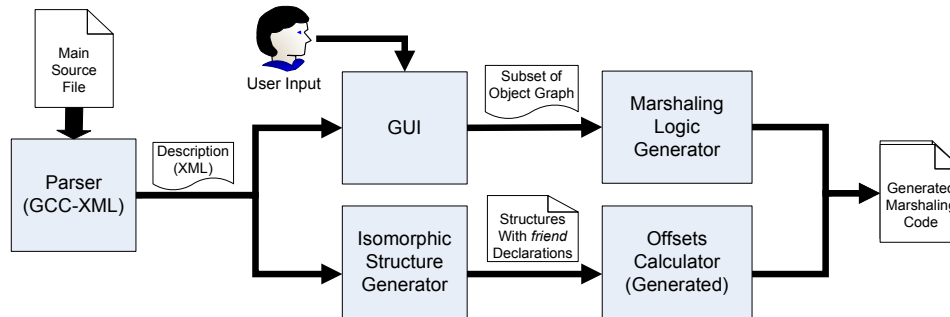 Main
Source
File
User Input
Parser
(GCC-XML)
Description
(XML)
GUI
Subset of
Object Graph
Marshaling
Logic
Generator
Isomorphic
Structure
Generator
Structures
With friend
Declarations
Offsets
Calculator
(Generated)
Generated
Marshaling
Code